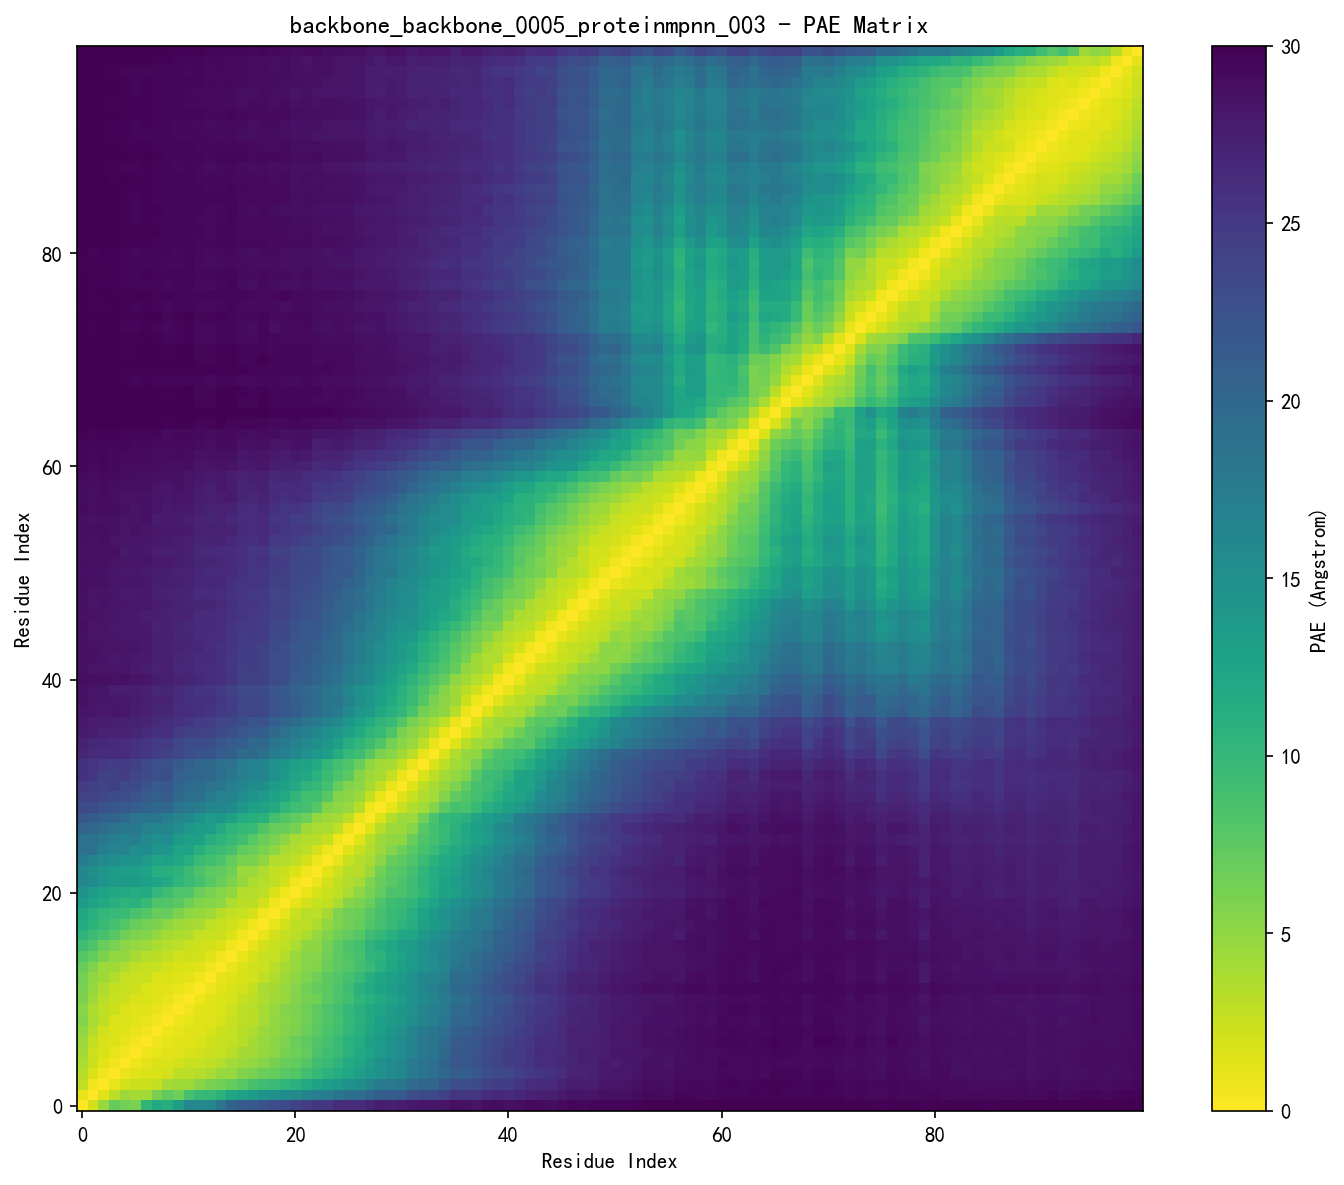 backbone_backbone_0005_proteinmpnn_003 - PAE Matrix
Residue Index
80
60
40
20
0
0 20 40 60 80
Residue Index
30
25
20
15
10
5
0
PAE (Angstrom)